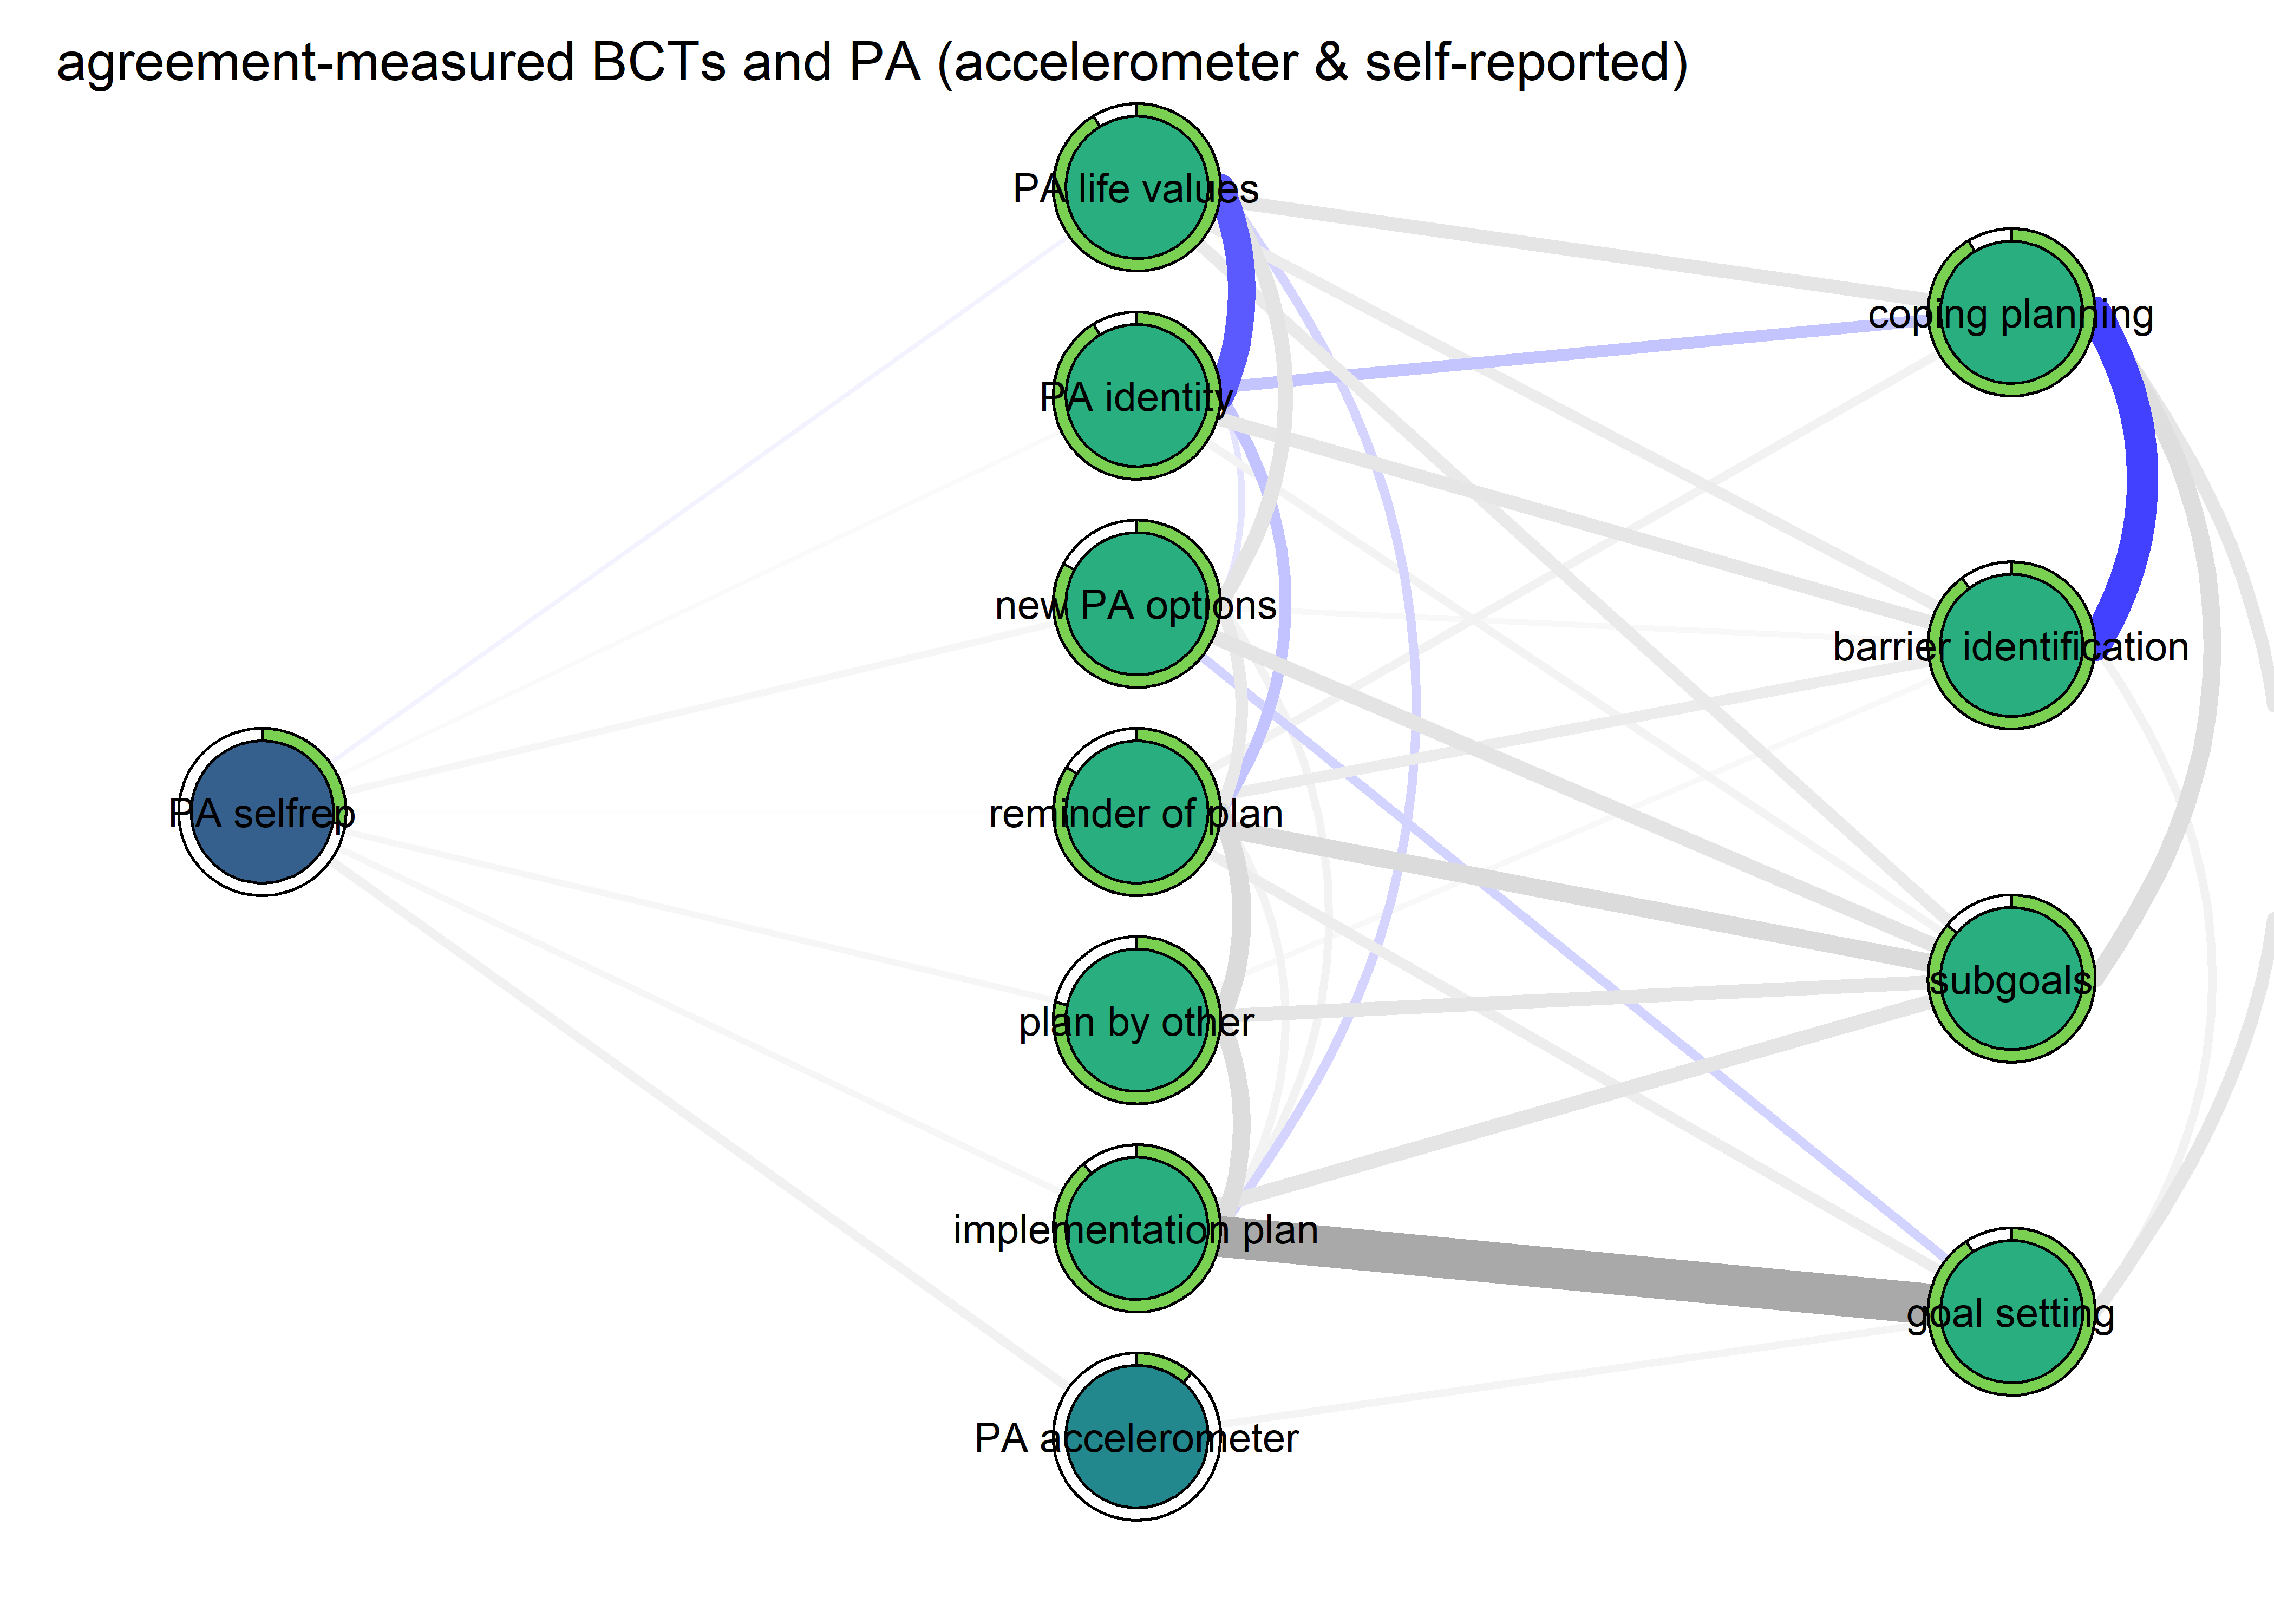 agreement-measured BCTs and PA (accelerometer & self-reported)
PA life values
PA identity
new PA options
reminder of plan
plan by other
implementation plan
PA accelerometer
PA selfrep
coping planning
barrier identification
subgoals
goal setting